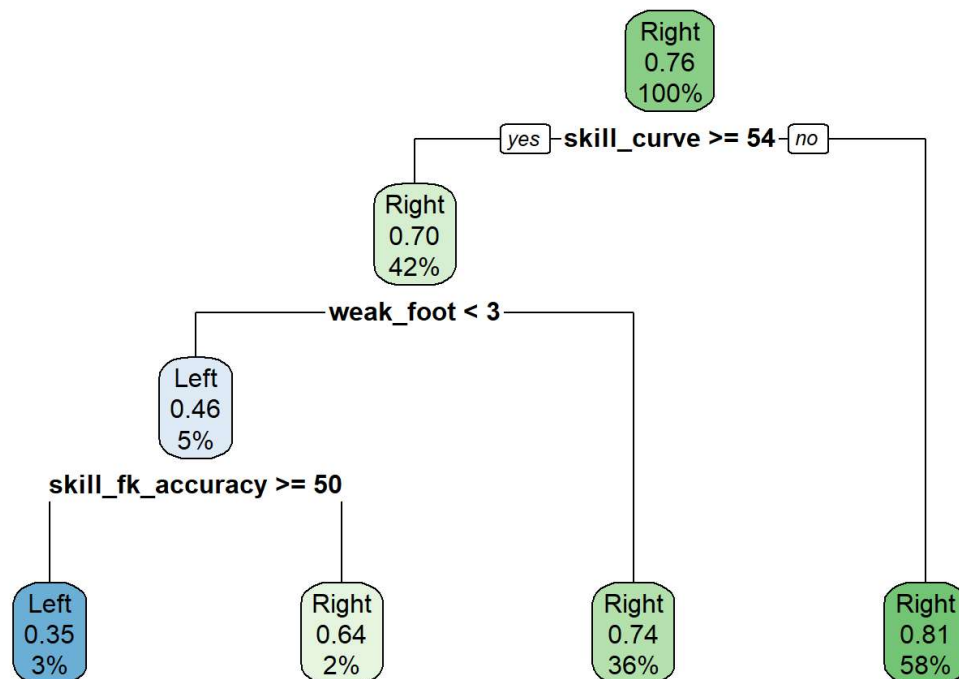 Right
0.76
100%
yes skill_curve >= 54 no
Right
0.70
42%
weak_foot < 3
Left
0.46
5%
skill_fk_accuracy >= 50
Left
0.35
3%
Right
0.64
2%
Right
0.74
36%
Right
0.81
58%